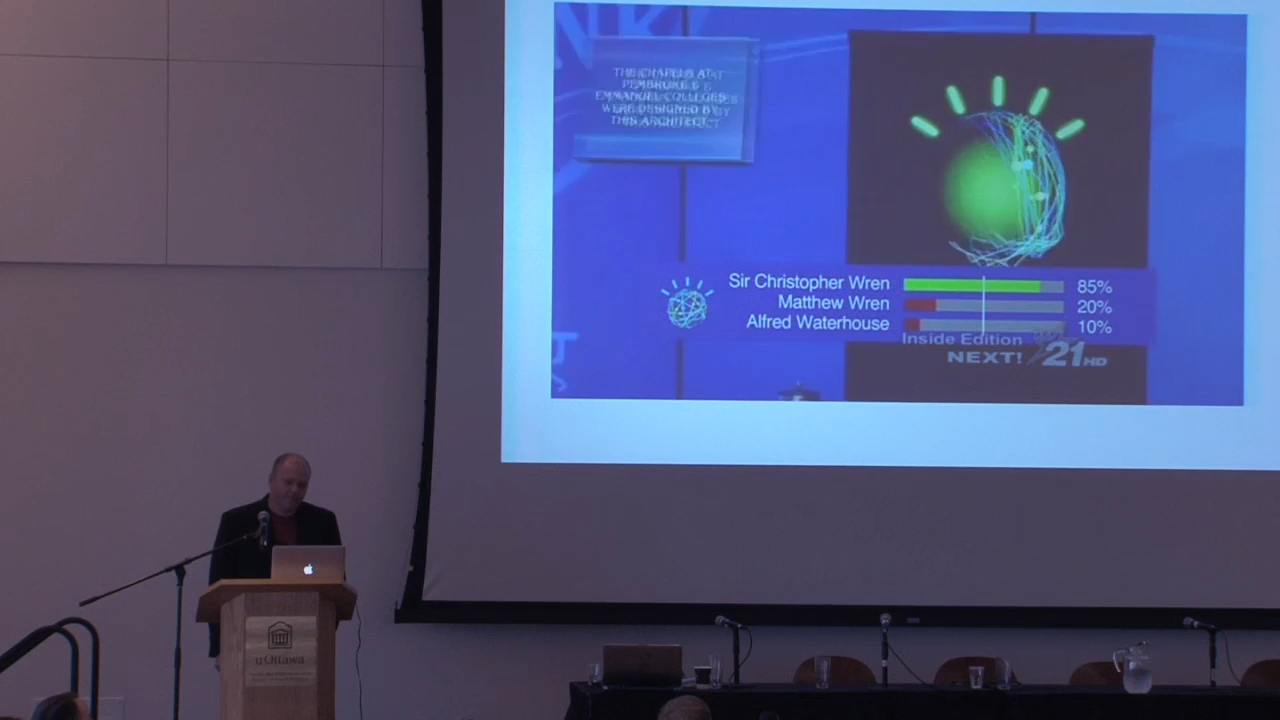 THE CHAPELS AT
PEMBROKE &
EMMANUEL COLLEGES
WERE DESIGNED BY
THIS ARCHITECT
Sir Christopher Wren 85%
Matthew Wren 20%
Alfred Waterhouse 10%
Inside Edition
NEXT! 21HD
uOttawa